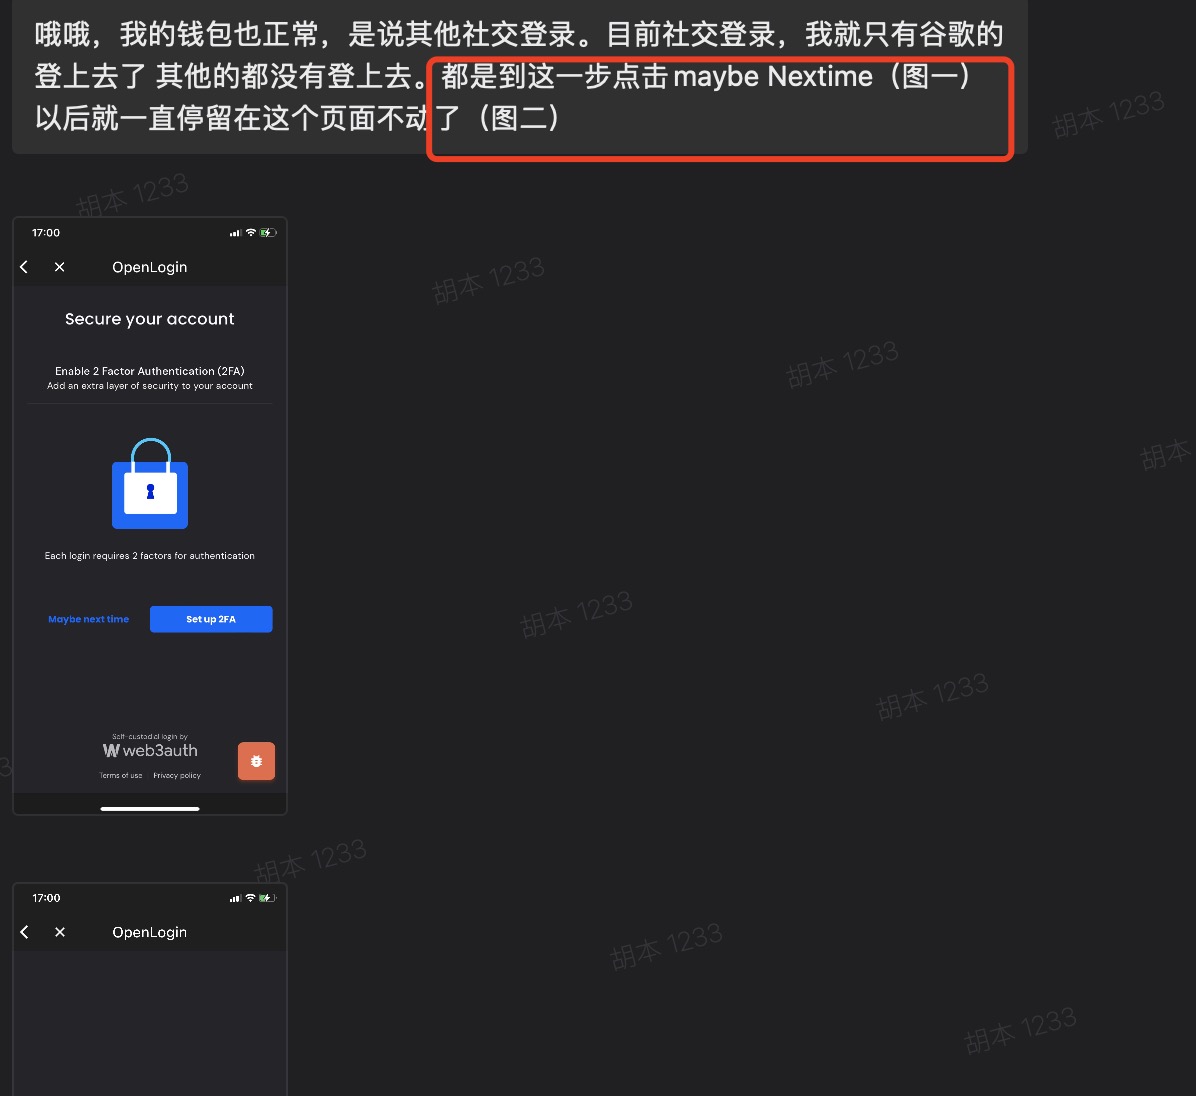 哦哦，我的钱包也正常，是说其他社交登录。目前社交登录，我就只有谷歌的
登上去了 其他的都没有登上去。都是到这一步点击maybe Nextime（图一）
以后就一直停留在这个页面不动了（图二）
胡本 1233
胡本 1233
17:00
OpenLogin
胡本 1233
Secure your account
胡本 1233
Enable 2 Factor Authentication (2FA)
Add an extra layer of security to your account
胡本
Each login requires 2 factors for authentication
胡本 1233
Maybe next time
Set up 2FA
胡本 1233
Self-custodial login by
web3auth
Terms of use
Privacy policy
胡本 1233
17:00
OpenLogin
胡本 1233
胡本 1233